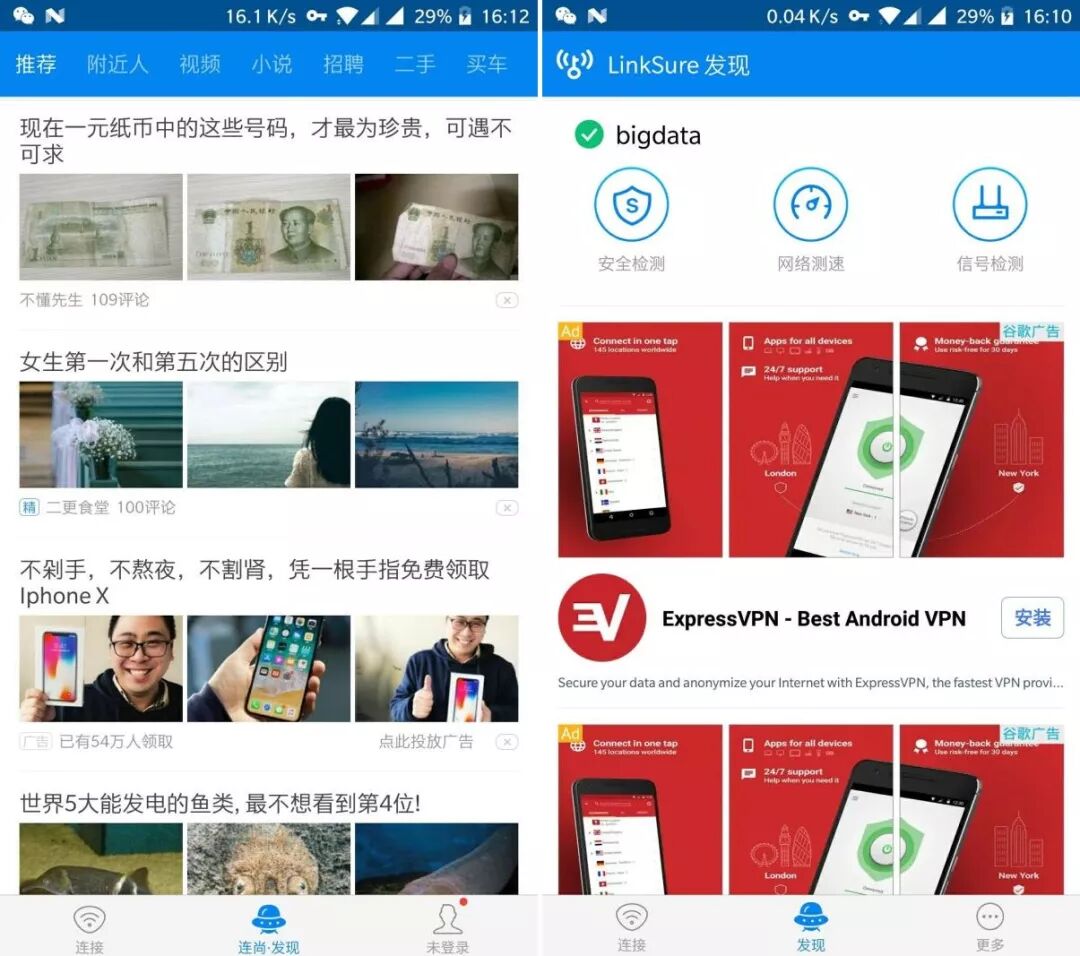 16.1 K/s 29% 16:12
推荐 附近人 视频 小说 招聘 二手 买车
现在一元纸币中的这些号码，才最为珍贵，可遇不
可求
不懂先生 109评论
女生第一次和第五次的区别
精 二更食堂 100评论
不剁手，不熬夜，不割肾，凭一根手指免费领取
Iphone X
广告 已有54万人领取 点此投放广告
世界5大能发电的鱼类, 最不想看到第4位!
连接 连尚·发现 未登录
0.04 K/s 29% 16:10
LinkSure 发现
bigdata
安全检测 网络测速 信号检测
Ad
谷歌广告
Connect in one tap
145 locations worldwide
Apps for all devices
24/7 support
Help when you need it
Money-back guarantee
Use risk-free for 30 days
London
New York
ExpressVPN - Best Android VPN
安装
Secure your data and anonymize your Internet with ExpressVPN, the fastest VPN provi...
Ad
谷歌广告
Connect in one tap
145 locations worldwide
Apps for all devices
24/7 support
Help when you need it
Money-back guarantee
Use risk-free for 30 days
London
New York
连接 发现 更多